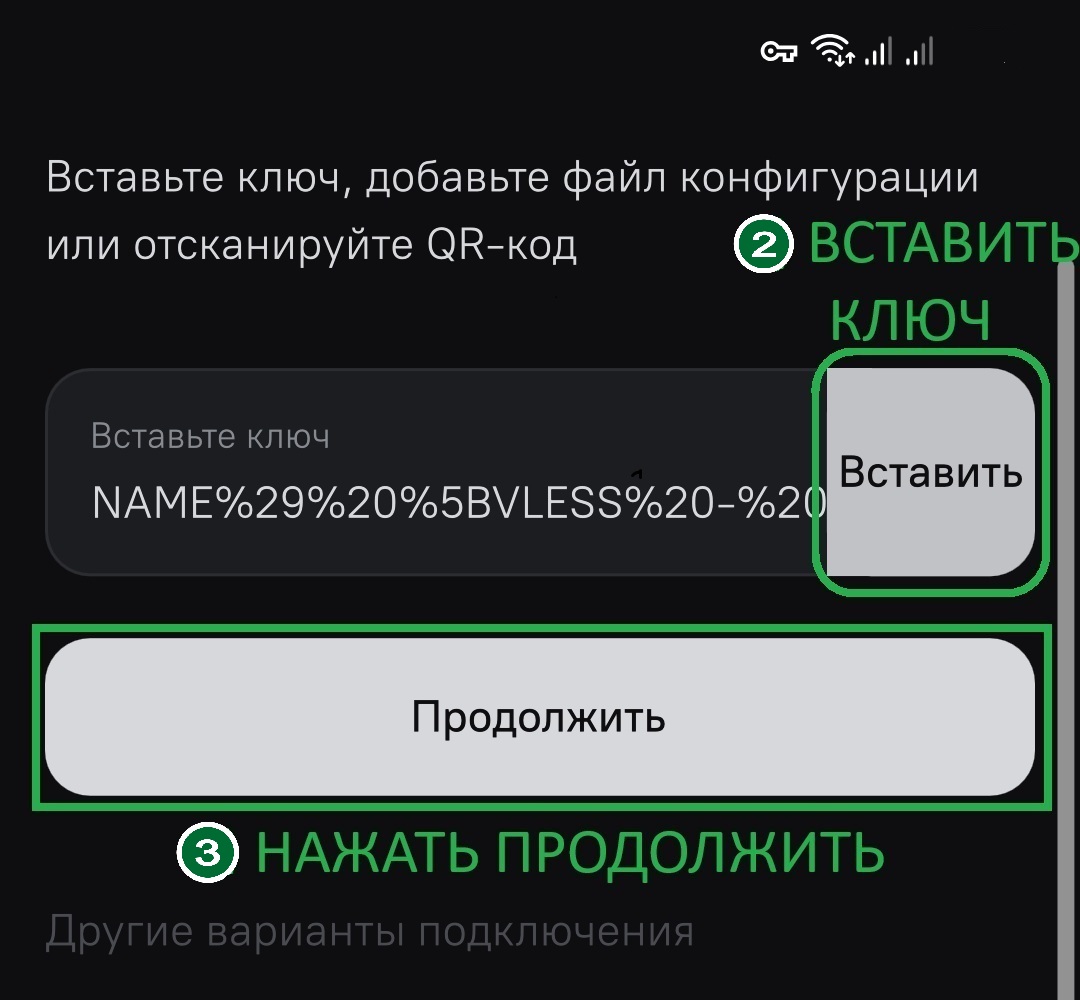 Вставьте ключ, добавьте файл конфигурации
или отсканируйте QR-код
2 ВСТАВИТЬ
КЛЮЧ
Вставьте ключ
NAME%29%20%5BVLESS%20-%20
Вставить
Продолжить
3 НАЖАТЬ ПРОДОЛЖИТЬ
Другие варианты подключения